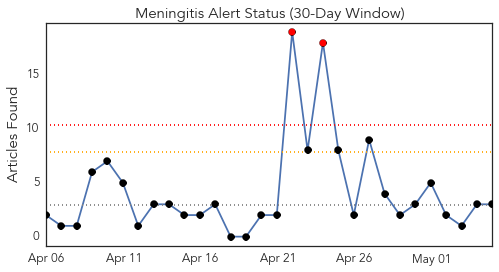 Meningitis Alert Status (30-Day Window)
Articles Found
15
10
5
0
Apr 06 Apr 11 Apr 16 Apr 21 Apr 26 May 01